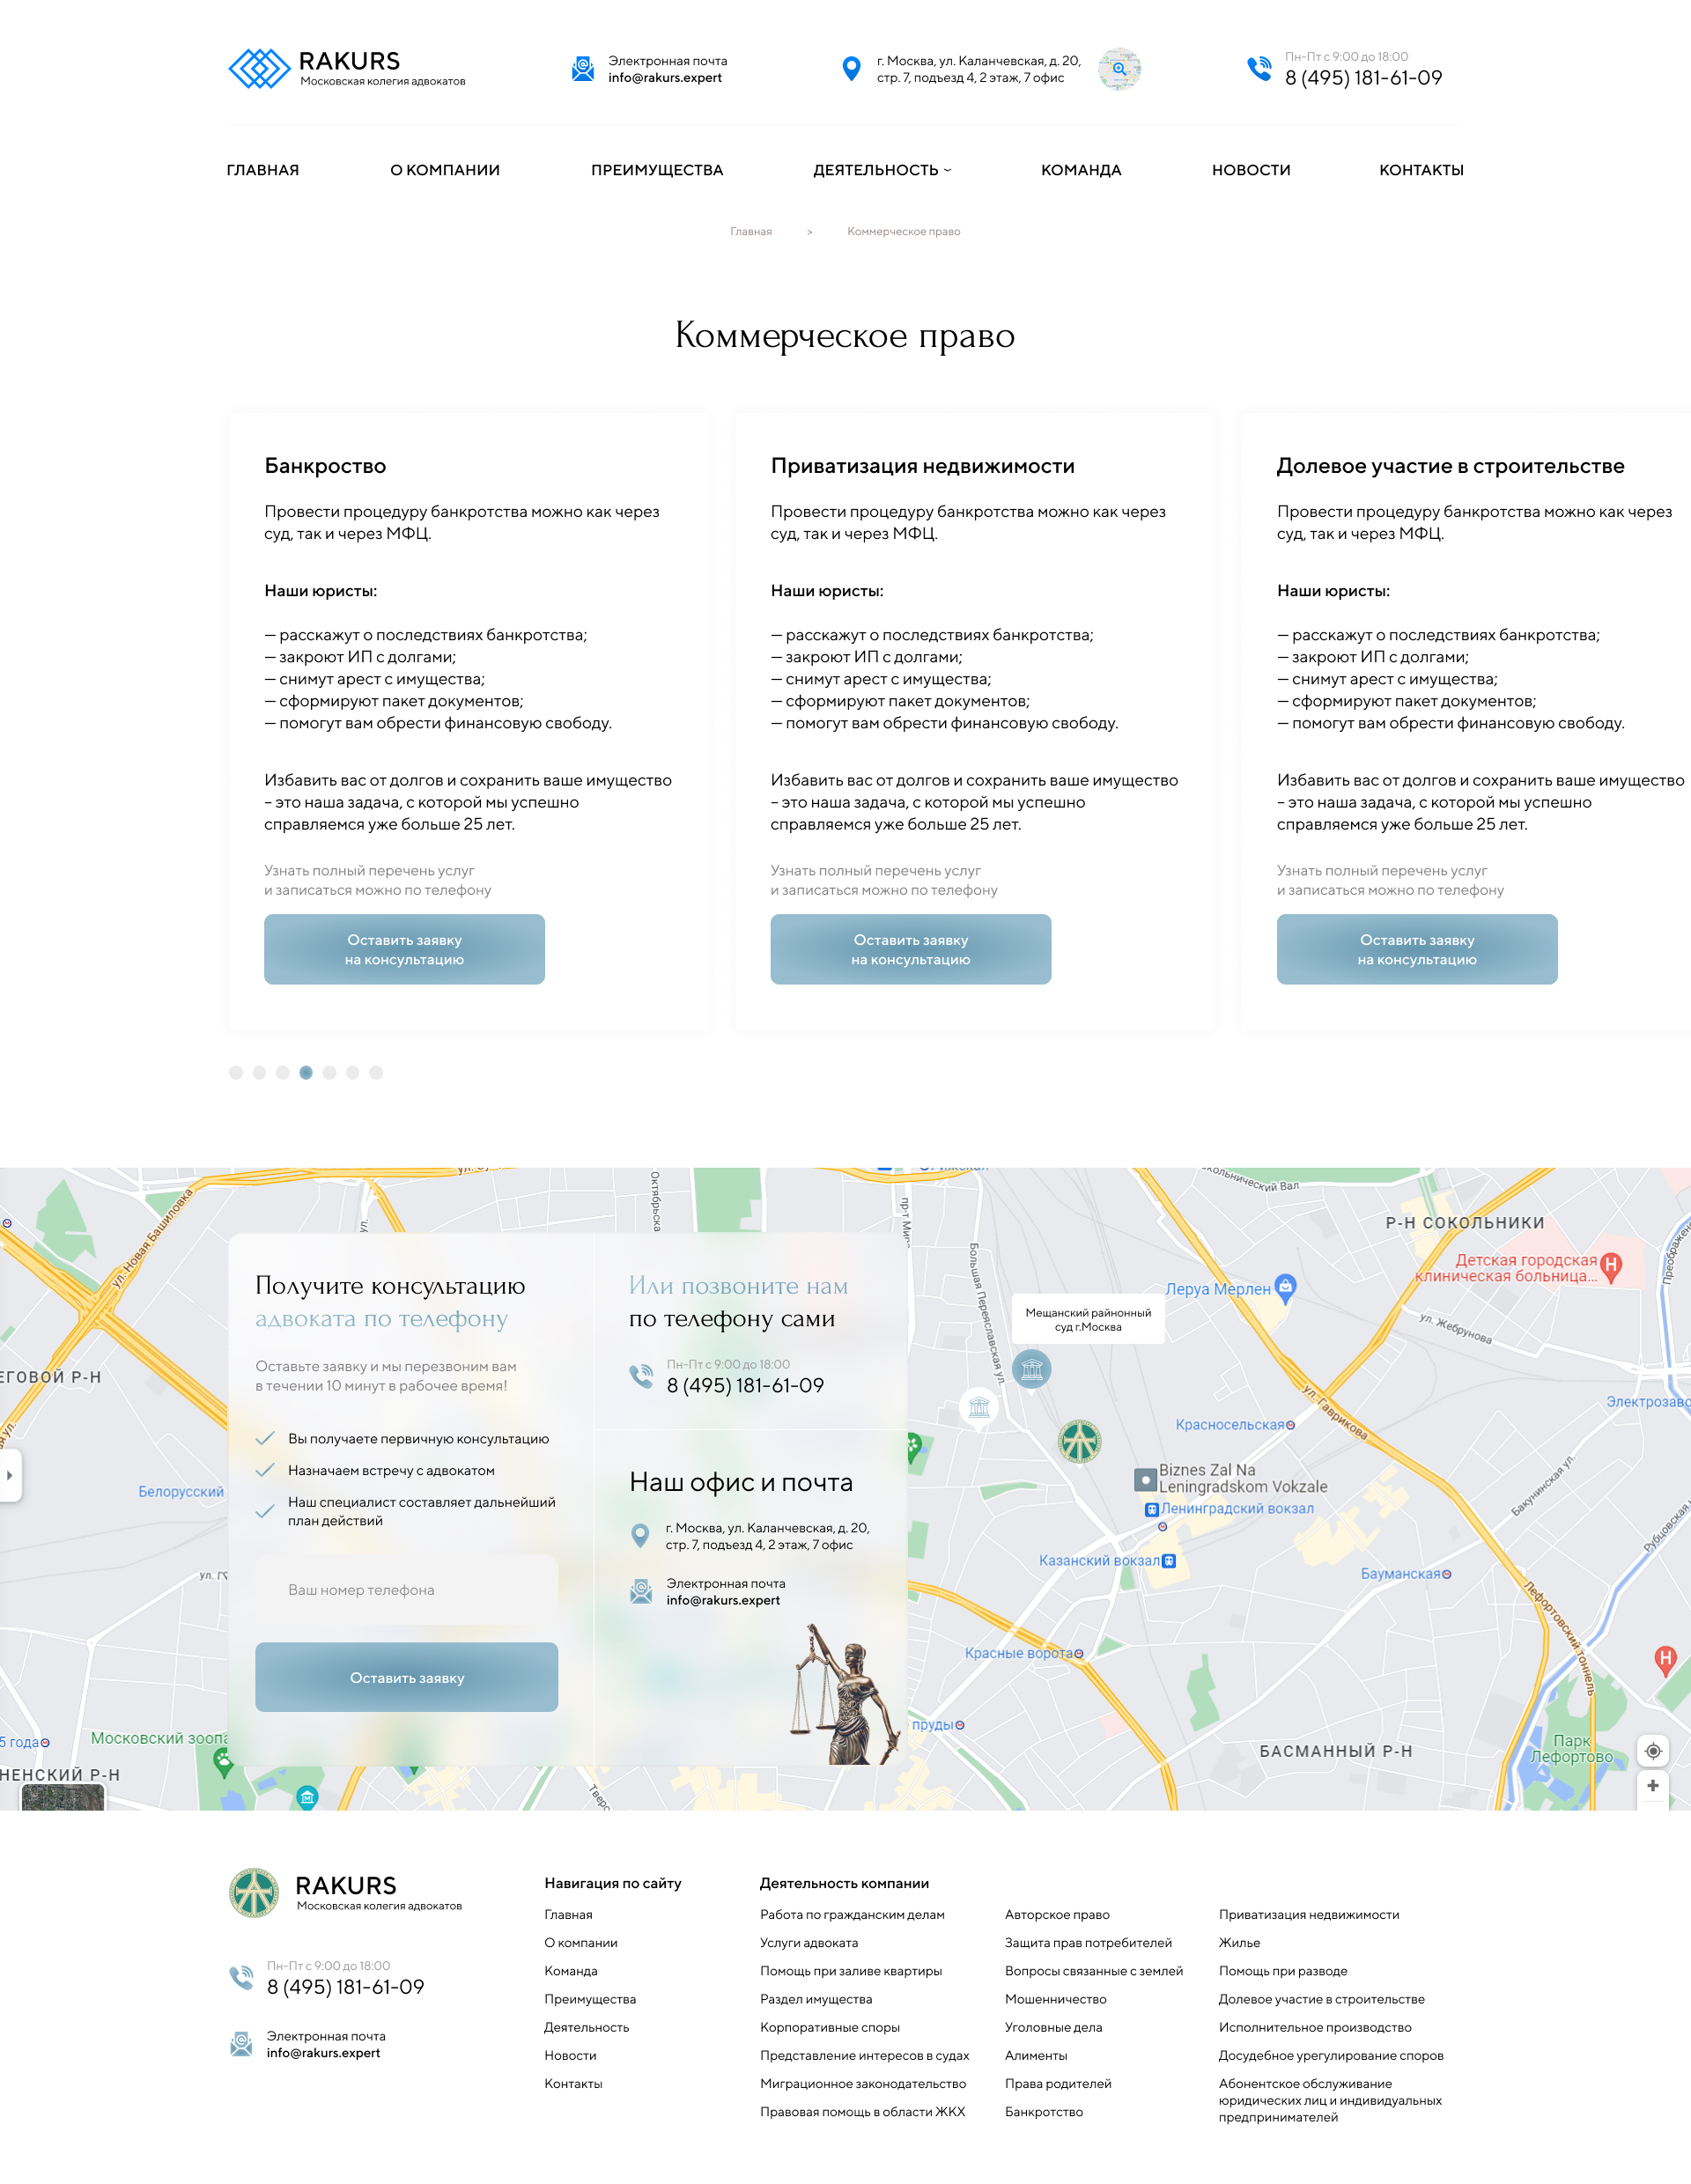 RAKURS
Московская колегия адвокатов
Электронная почта
info@rakurs.expert
г. Москва, ул. Каланчевская, д. 20,
стр. 7, подъезд 4, 2 этаж, 7 офис
Пн-Пт с 9:00 до 18:00
8 (495) 181-61-09
ГЛАВНАЯ
О КОМПАНИИ
ПРЕИМУЩЕСТВА
ДЕЯТЕЛЬНОСТЬ
КОМАНДА
НОВОСТИ
КОНТАКТЫ
Главная > Коммерческое право
Коммерческое право
Банкроство
Провести процедуру банкротства можно как через
суд, так и через МФЦ.
Наши юристы:
— расскажут о последствиях банкротства;
— закроют ИП с долгами;
— снимут арест с имущества;
— сформируют пакет документов;
— помогут вам обрести финансовую свободу.
Избавить вас от долгов и сохранить ваше имущество
– это наша задача, с которой мы успешно
справляемся уже больше 25 лет.
Узнать полный перечень услуг
и записаться можно по телефону
Оставить заявку
на консультацию
Приватизация недвижимости
Провести процедуру банкротства можно как через
суд, так и через МФЦ.
Наши юристы:
— расскажут о последствиях банкротства;
— закроют ИП с долгами;
— снимут арест с имущества;
— сформируют пакет документов;
— помогут вам обрести финансовую свободу.
Избавить вас от долгов и сохранить ваше имущество
– это наша задача, с которой мы успешно
справляемся уже больше 25 лет.
Узнать полный перечень услуг
и записаться можно по телефону
Оставить заявку
на консультацию
Долевое участие в строительстве
Провести процедуру банкротства можно как через
суд, так и через МФЦ.
Наши юристы:
— расскажут о последствиях банкротства;
— закроют ИП с долгами;
— снимут арест с имущества;
— сформируют пакет документов;
— помогут вам обрести финансовую свободу.
Избавить вас от долгов и сохранить ваше имущество
– это наша задача, с которой мы успешно
справляемся уже больше 25 лет.
Узнать полный перечень услуг
и записаться можно по телефону
Оставить заявку
на консультацию
Получите консультацию
адвоката по телефону
Оставьте заявку и мы перезвоним вам
в течении 10 минут в рабочее время!
Вы получаете первичную консультацию
Назначаем встречу с адвокатом
Наш специалист составляет дальнейший
план действий
Ваш номер телефона
Оставить заявку
Или позвоните нам
по телефону сами
Пн-Пт с 9:00 до 18:00
8 (495) 181-61-09
Наш офис и почта
г. Москва, ул. Каланчевская, д. 20,
стр. 7, подъезд 4, 2 этаж, 7 офис
Электронная почта
info@rakurs.expert
ул. Новая Башиловка
ЕГОВОЙ Р-Н
Белорусский
Московский зоопа
5 года
НЕНСКИЙ Р-Н
Октябрьска
пр-т Мира
Большая Переяславская ул.
Мещанский районный
суд г.Москва
Леруа Мерлен
Р-Н СОКОЛЬНИКИ
Детская городская
клиническая больница...
ул. Жебрунова
ул. Гаврикова
Электрозаво
Красносельская
Biznes Zal Na
Leningradskom Vokzale
Ленинградский вокзал
Казанский вокзал
Бакунинская ул.
Бауманская
Красные ворота
Лефортовский тоннель
пруды
БАСМАННЫЙ Р-Н
Парк
Лефортово
RAKURS
Московская колегия адвокатов
Пн-Пт с 9:00 до 18:00
8 (495) 181-61-09
Электронная почта
info@rakurs.expert
Навигация по сайту
Главная
О компании
Команда
Преимущества
Деятельность
Новости
Контакты
Деятельность компании
Работа по гражданским делам
Услуги адвоката
Помощь при заливе квартиры
Раздел имущества
Корпоративные споры
Представление интересов в судах
Миграционное законодательство
Правовая помощь в области ЖКХ
Авторское право
Защита прав потребителей
Вопросы связанные с землей
Мошенничество
Уголовные дела
Алименты
Права родителей
Банкротство
Приватизация недвижимости
Жилье
Помощь при разводе
Долевое участие в строительстве
Исполнительное производство
Досудебное урегулирование споров
Абонентское обслуживание
юридических лиц и индивидуальных
предпринимателей